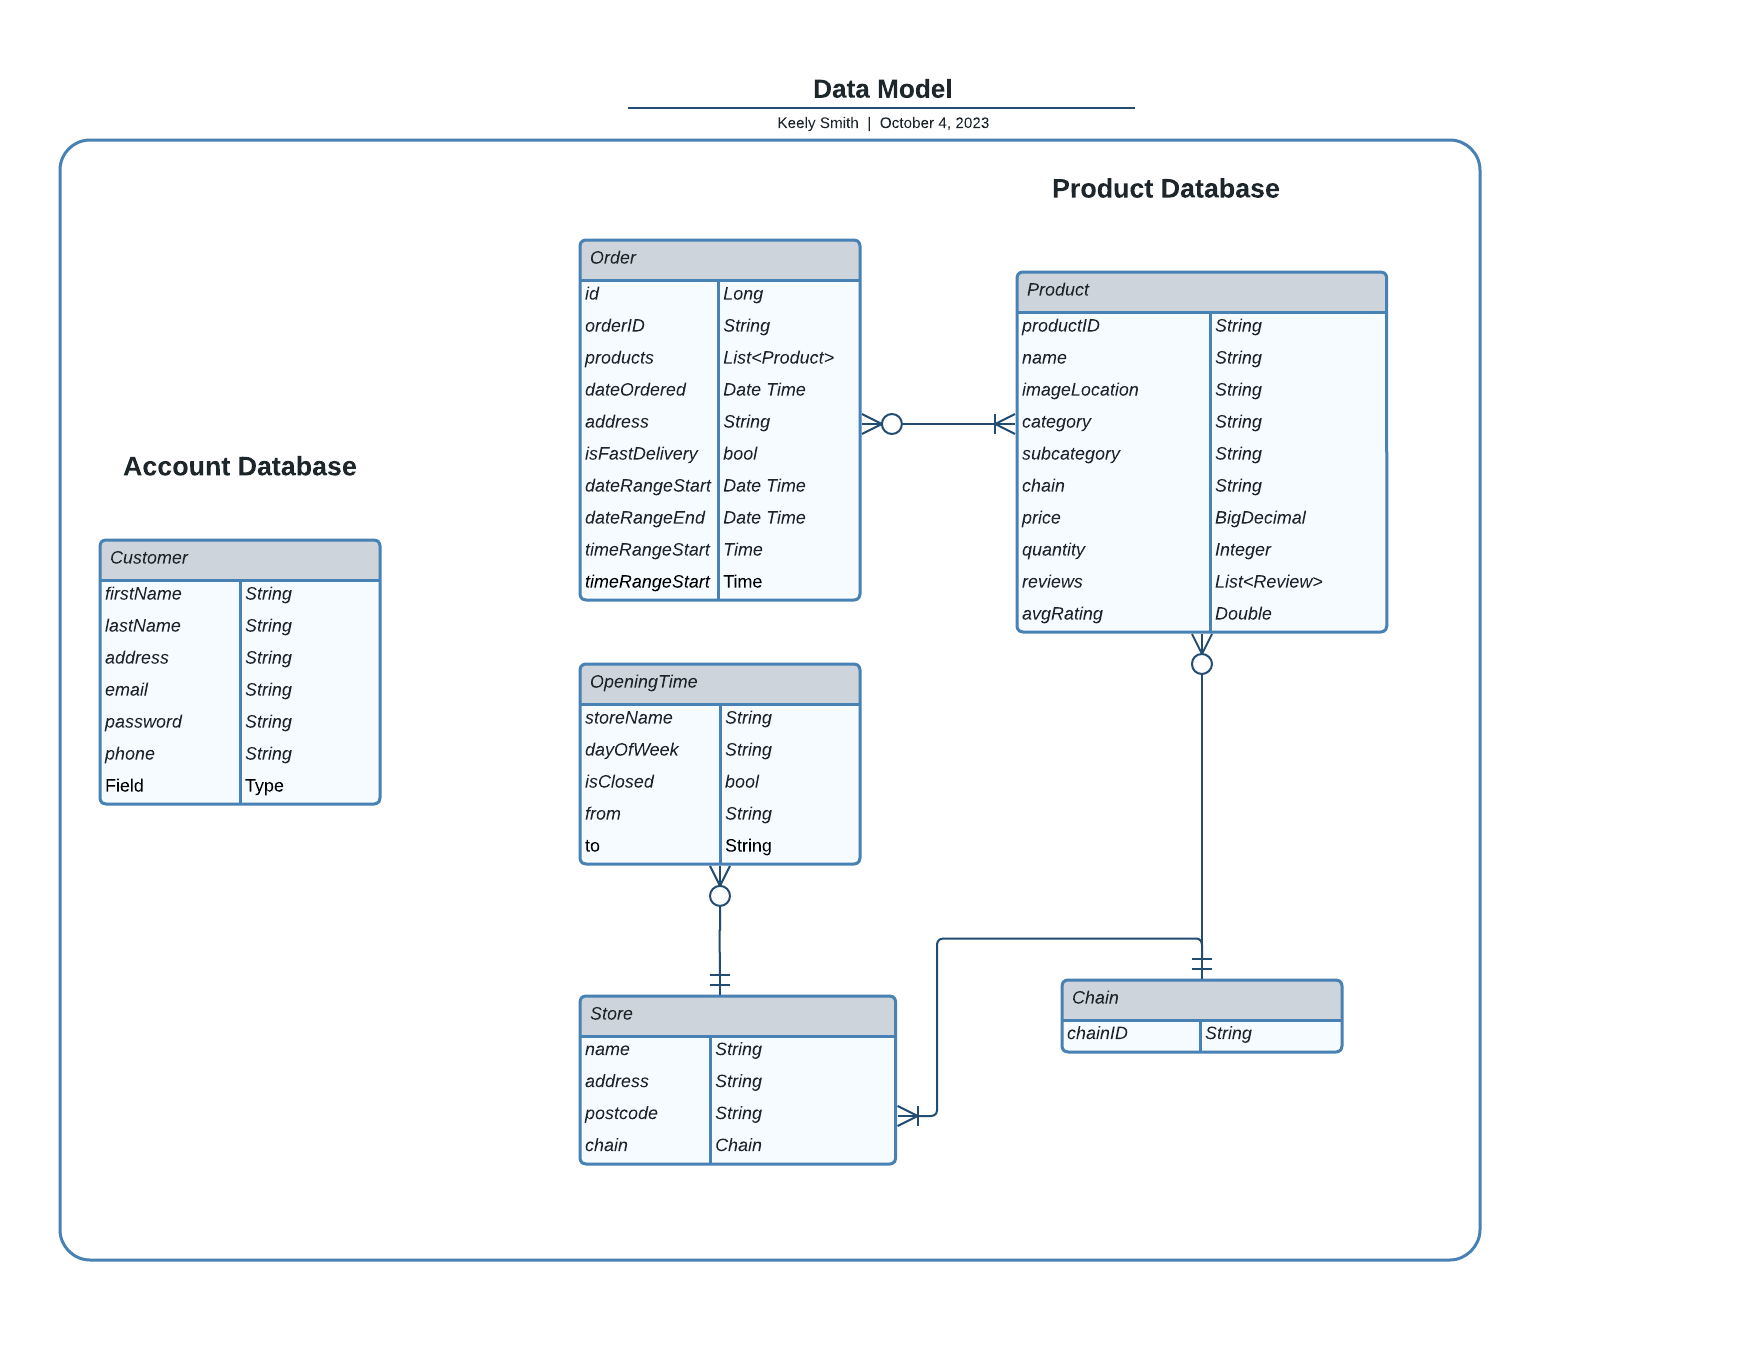 Data Model
Keely Smith | October 4, 2023
Product Database
Order
id Long
orderID String
products List<Product>
dateOrdered Date Time
address String
isFastDelivery bool
dateRangeStart Date Time
dateRangeEnd Date Time
timeRangeStart Time
timeRangeStart Time
Product
productID String
name String
imageLocation String
category String
subcategory String
chain String
price BigDecimal
quantity Integer
reviews List<Review>
avgRating Double
Account Database
Customer
firstName String
lastName String
address String
email String
password String
phone String
Field Type
OpeningTime
storeName String
dayOfWeek String
isClosed bool
from String
to String
Store
name String
address String
postcode String
chain Chain
Chain
chainID String